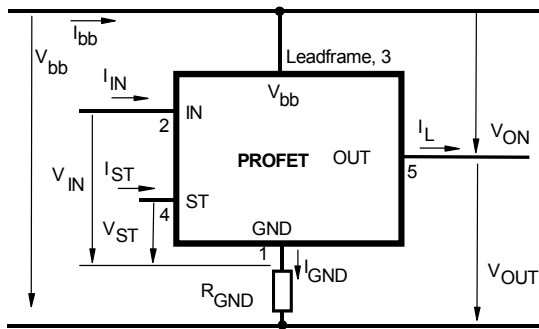 I_bb
V_bb
Leadframe, 3
I_IN
V_bb
IN
2
I_L
V_ON
V_IN
PROFET
OUT
I_ST
5
ST
4
V_ST
GND
1
I_GND
V_OUT
R_GND